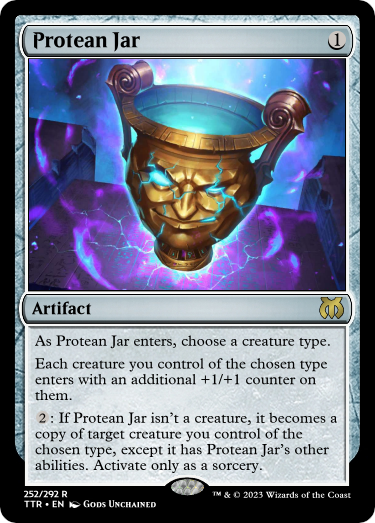 Protean Jar 1
Artifact
As Protean Jar enters, choose a creature type.
Each creature you control of the chosen type
enters with an additional +1/+1 counter on
them.
2: If Protean Jar isn't a creature, it becomes a
copy of target creature you control of the
chosen type, except it has Protean Jar's other
abilities. Activate only as a sorcery.
252/292 R
™ & © 2023 Wizards of the Coast
TTR • EN Gods Unchained